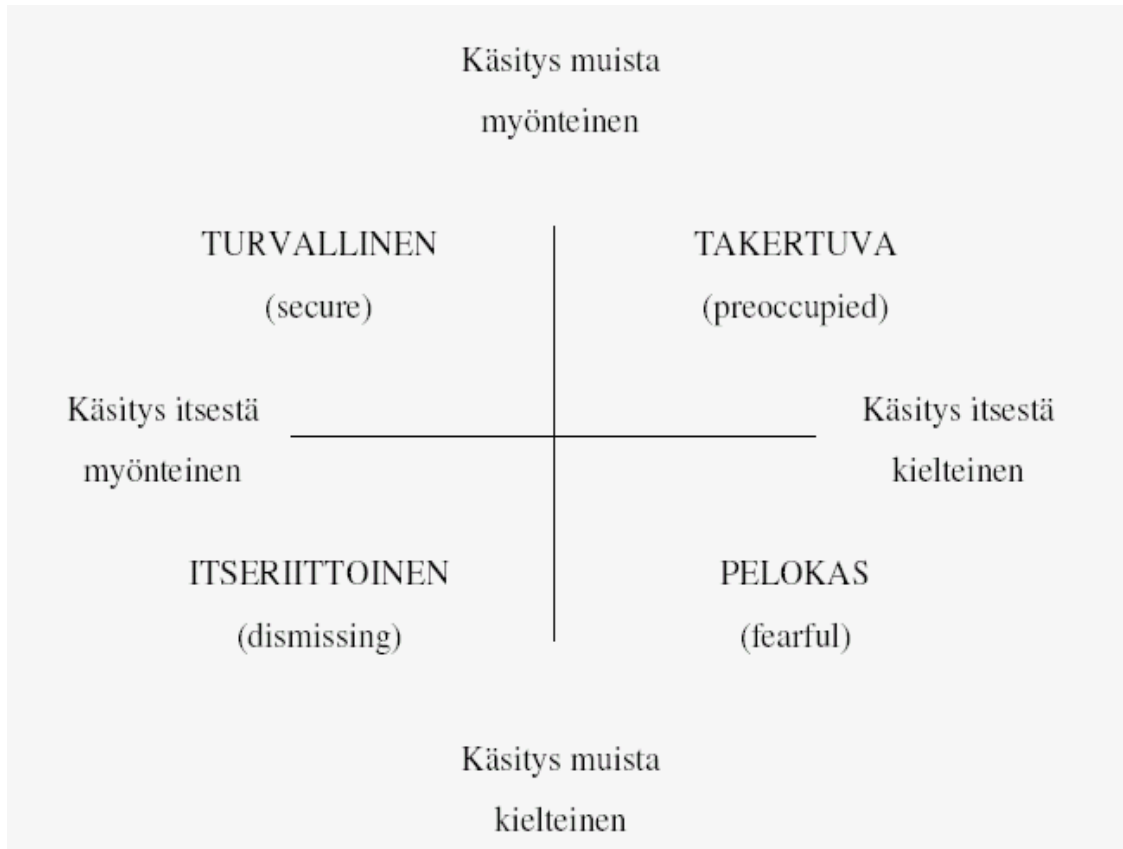 Käsitys muista
myönteinen
TURVALLINEN
(secure)
TAKERTUVA
(preoccupied)
Käsitys itsestä
myönteinen
Käsitys itsestä
kielteinen
ITSERIITTOINEN
(dismissing)
PELOKAS
(fearful)
Käsitys muista
kielteinen